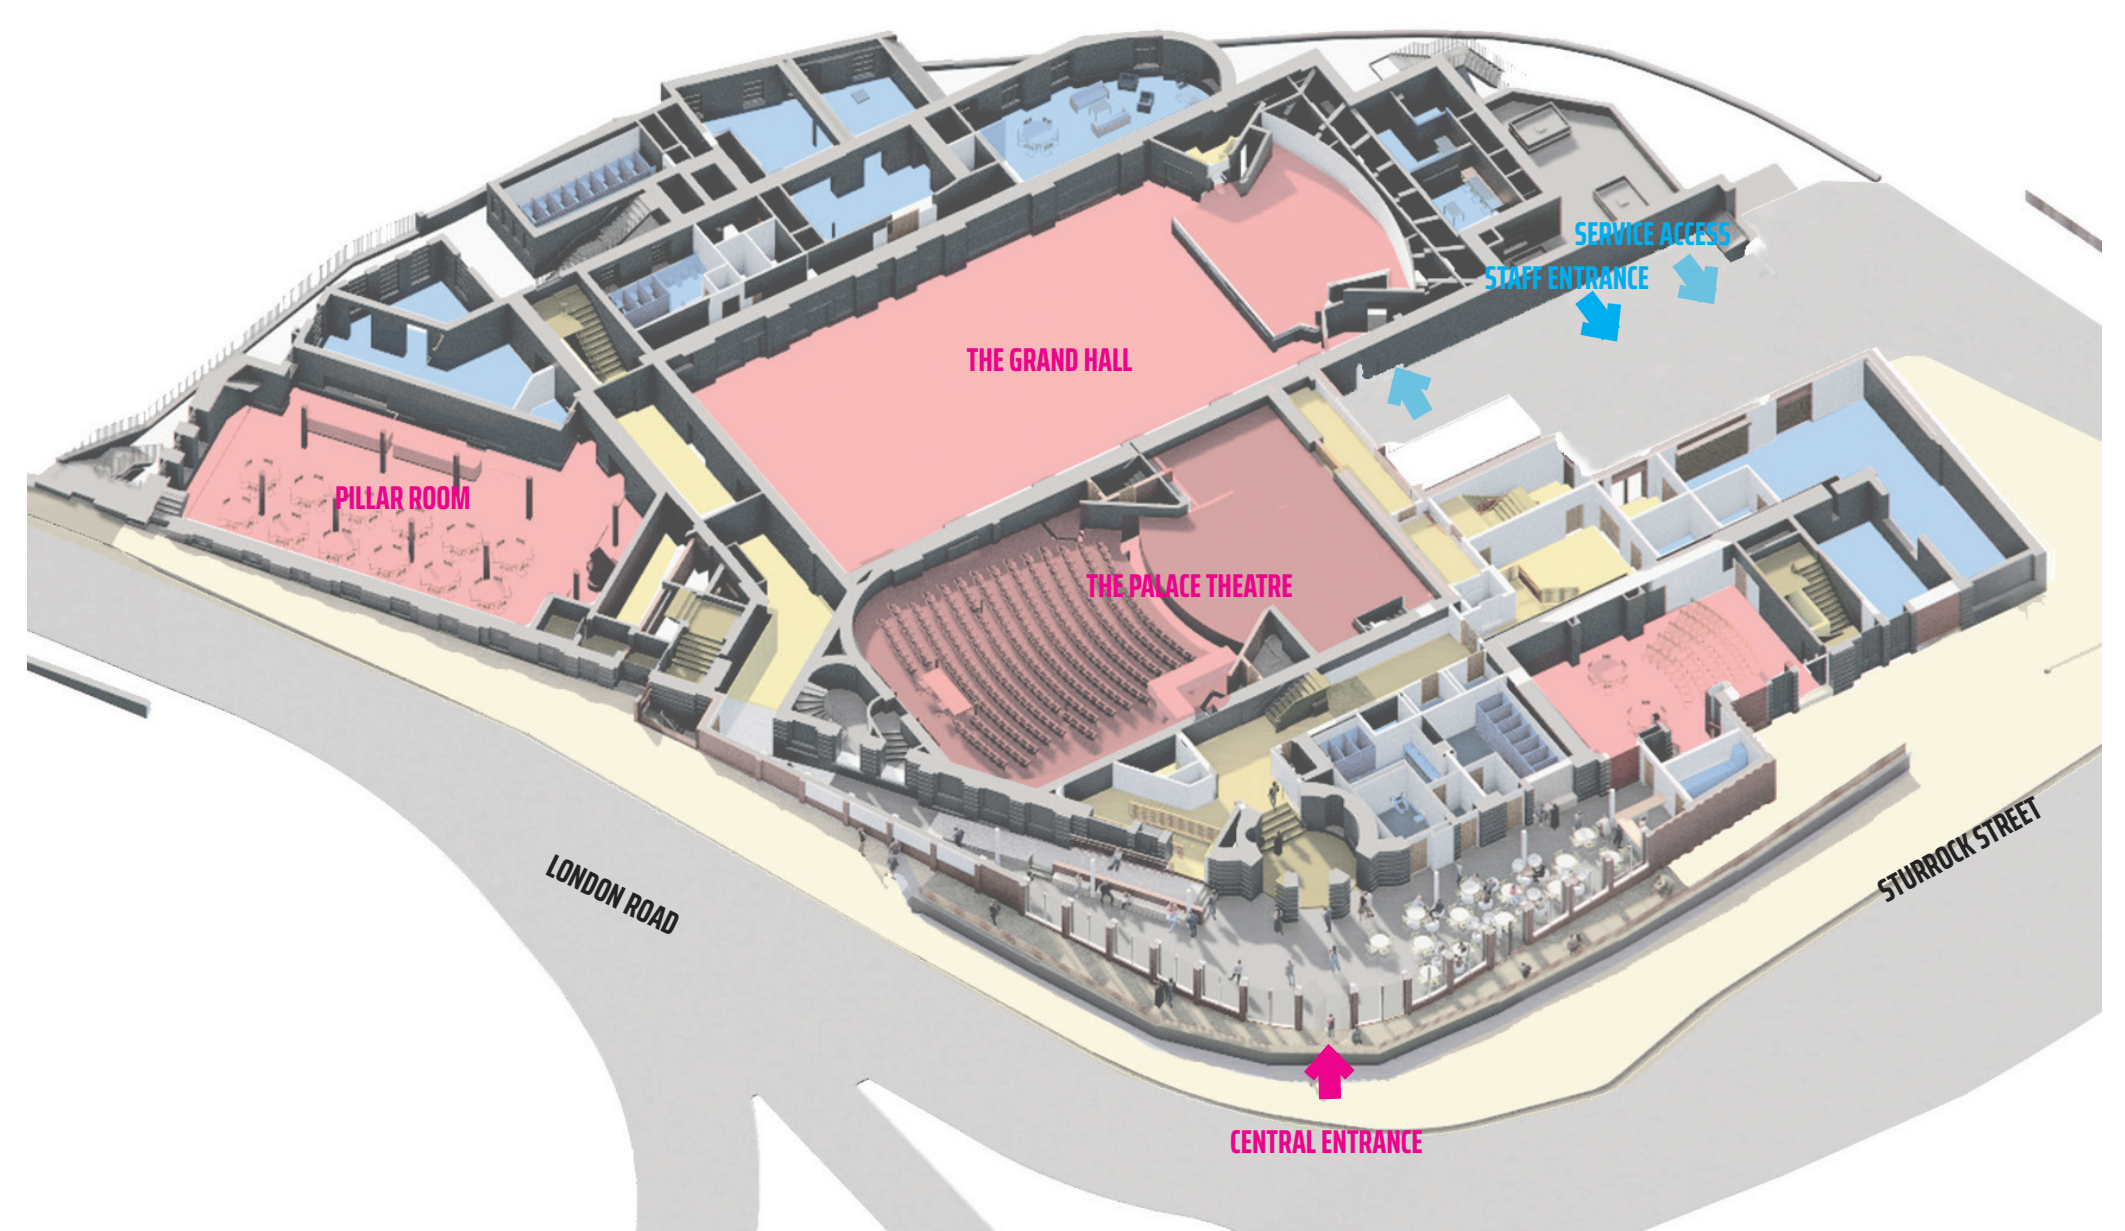 SERVICE ACCESS
STAFF ENTRANCE
THE GRAND HALL
PILLAR ROOM
THE PALACE THEATRE
LONDON ROAD
STURROCK STREET
CENTRAL ENTRANCE